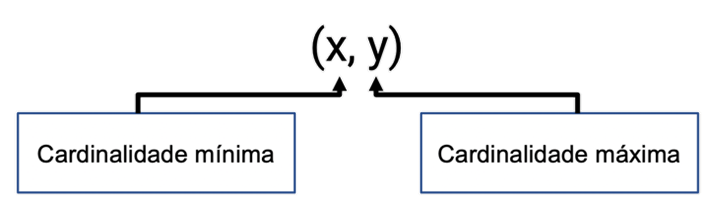 (x, y)
Cardinalidade mínima
Cardinalidade máxima